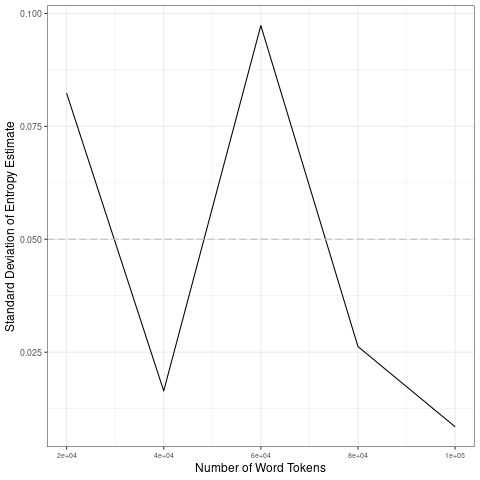 0.100
0.075
0.050
0.025
Standard Deviation of Entropy Estimate
2e+04 4e+04 6e+04 8e+04 1e+05
Number of Word Tokens